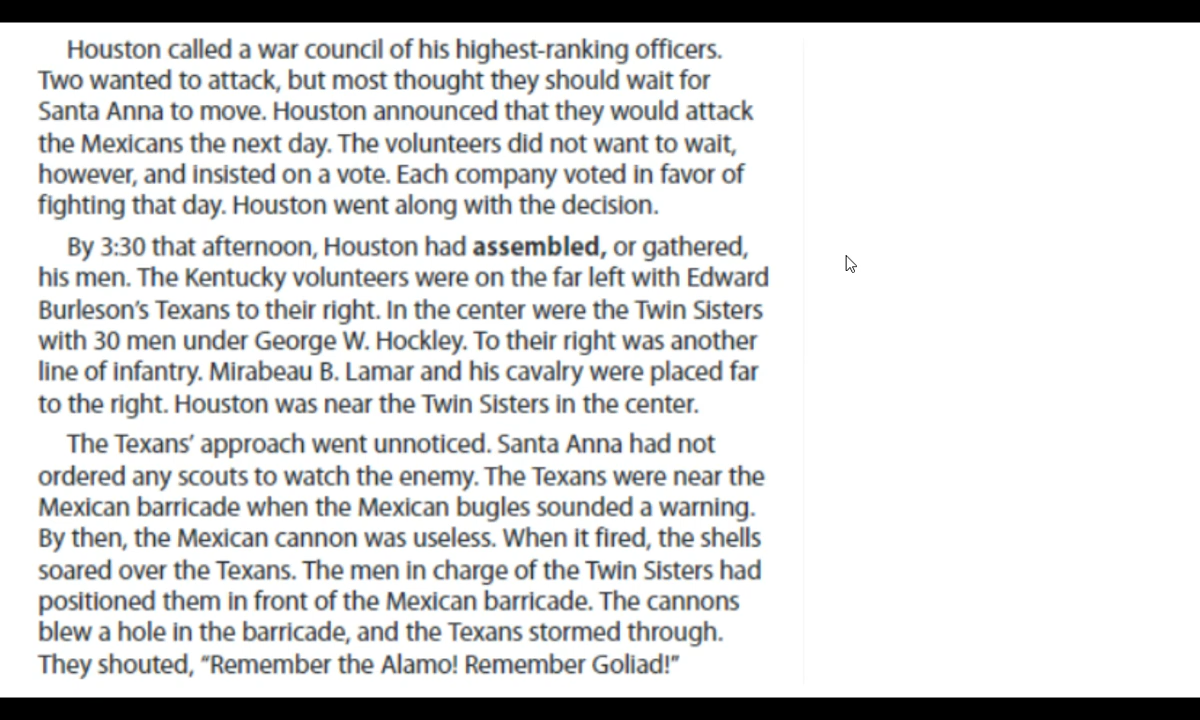 Houston called a war council of his highest-ranking officers.
Two wanted to attack, but most thought they should wait for
Santa Anna to move. Houston announced that they would attack
the Mexicans the next day. The volunteers did not want to wait,
however, and insisted on a vote. Each company voted in favor of
fighting that day. Houston went along with the decision.
By 3:30 that afternoon, Houston had assembled, or gathered,
his men. The Kentucky volunteers were on the far left with Edward
Burleson’s Texans to their right. In the center were the Twin Sisters
with 30 men under George W. Hockley. To their right was another
line of infantry. Mirabeau B. Lamar and his cavalry were placed far
to the right. Houston was near the Twin Sisters in the center.
The Texans’ approach went unnoticed. Santa Anna had not
ordered any scouts to watch the enemy. The Texans were near the
Mexican barricade when the Mexican bugles sounded a warning.
By then, the Mexican cannon was useless. When it fired, the shells
soared over the Texans. The men in charge of the Twin Sisters had
positioned them in front of the Mexican barricade. The cannons
blew a hole in the barricade, and the Texans stormed through.
They shouted, “Remember the Alamo! Remember Goliad!”